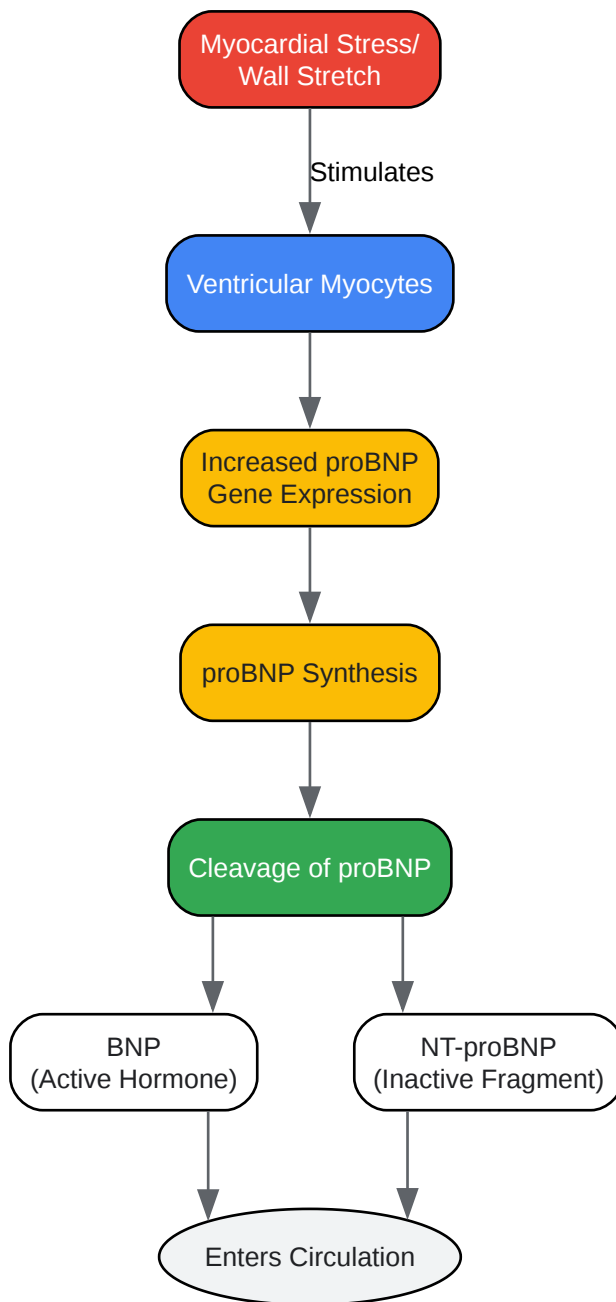 Myocardial Stress/
Wall Stretch
Stimulates
Ventricular Myocytes
Increased proBNP
Gene Expression
proBNP Synthesis
Cleavage of proBNP
BNP
(Active Hormone)
NT-proBNP
(Inactive Fragment)
Enters Circulation